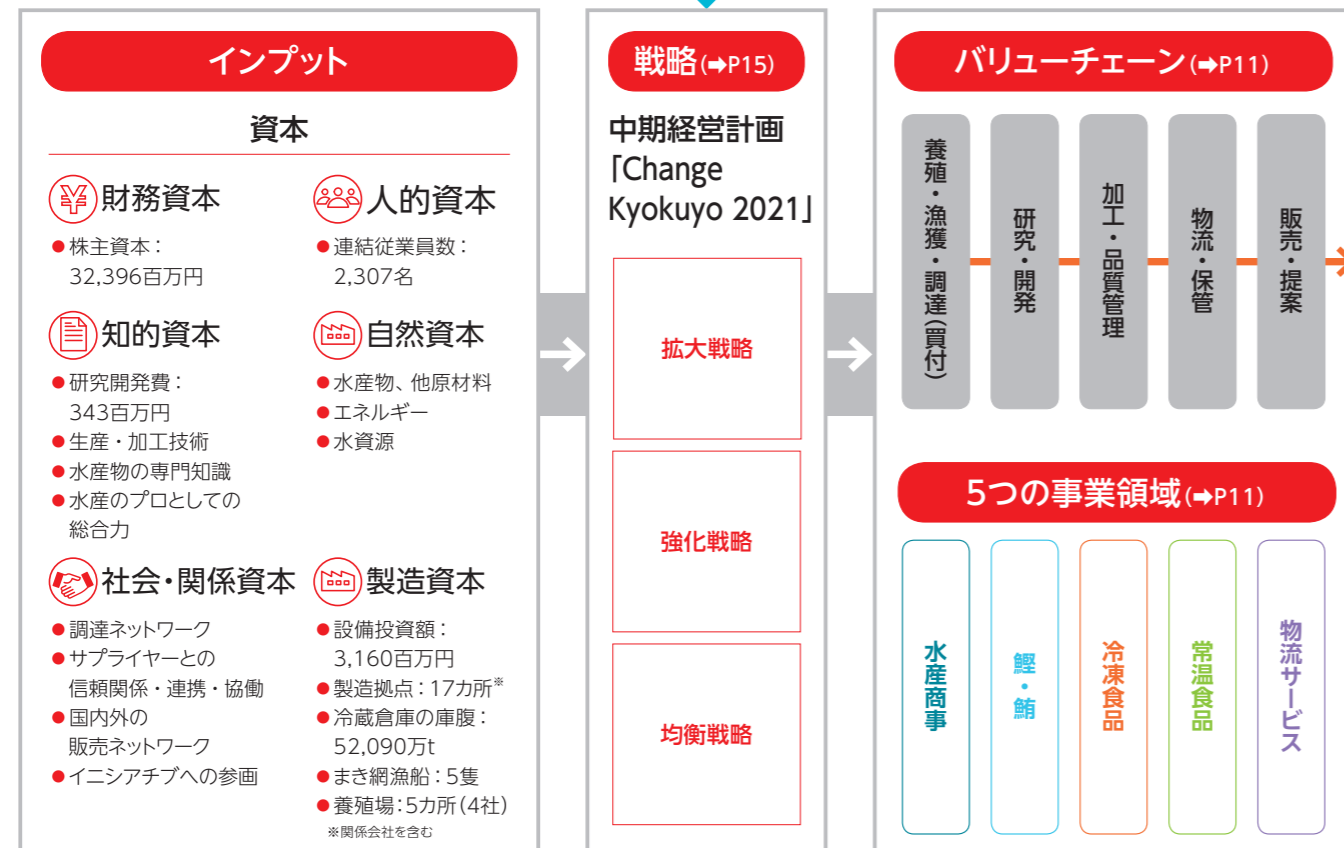 インプット
資本
財務資本
●株主資本：
32,396百万円
人的資本
●連結従業員数：
2,307名
知的資本
●研究開発費：
343百万円
●生産・加工技術
●水産物の専門知識
●水産のプロとしての
総合力
自然資本
●水産物、他原材料
●エネルギー
●水資源
社会・関係資本
●調達ネットワーク
●サプライヤーとの
信頼関係・連携・協働
●国内外の
販売ネットワーク
●イニシアチブへの参画
製造資本
●設備投資額：
3,160百万円
●製造拠点：17カ所※
●冷蔵倉庫の庫腹：
52,090万t
●まき網漁船：5隻
●養殖場：5カ所（4社）
※関係会社を含む
戦略（➡P15）
中期経営計画
「Change
Kyokuyo 2021」
拡大戦略
強化戦略
均衡戦略
バリューチェーン（➡P11）
養殖・漁獲・調達（買付）
研究・開発
加工・品質管理
物流・保管
販売・提案
5つの事業領域（➡P11）
水産商事
鰹・鮪
冷凍食品
常温食品
物流サービス